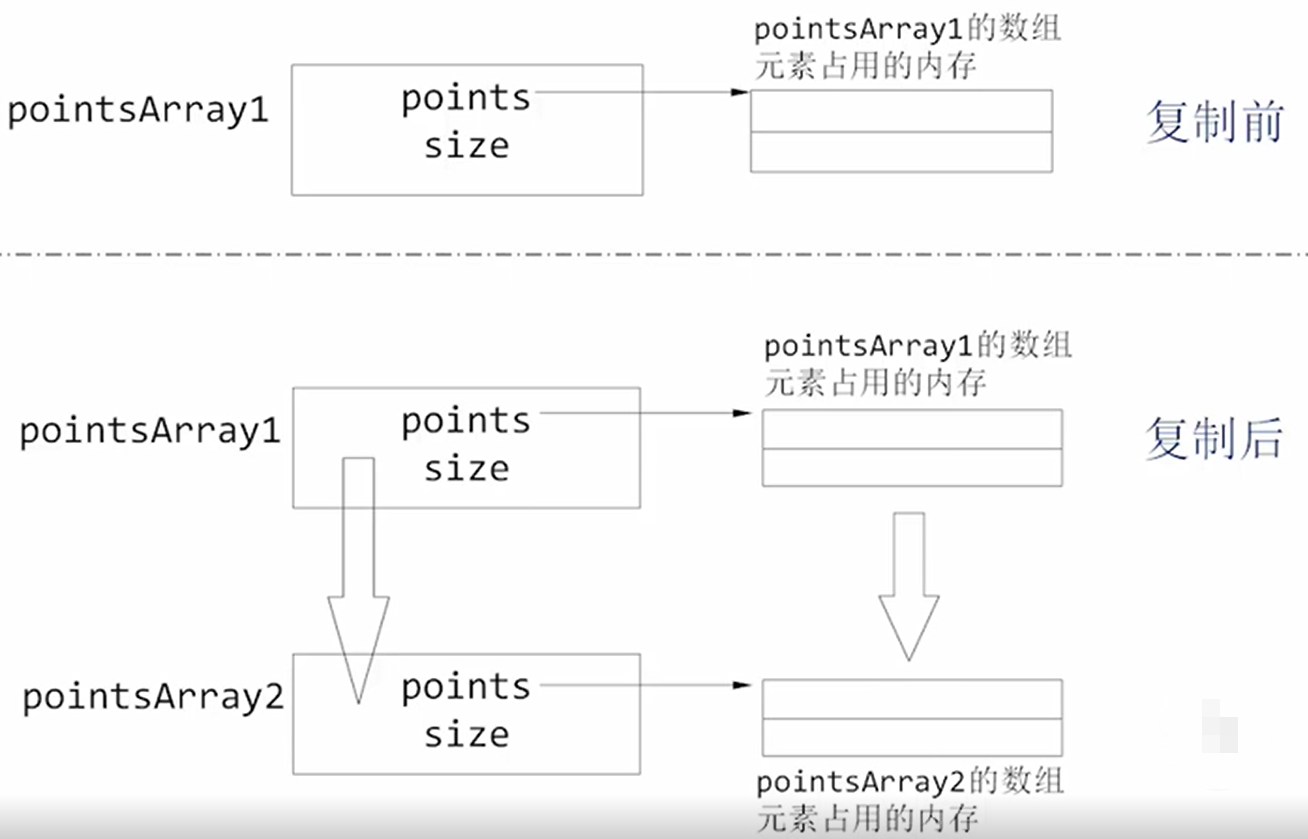 pointsArray1的数组
元素占用的内存
pointsArray1
points
size
复制前
pointsArray1的数组
元素占用的内存
pointsArray1
points
size
复制后
pointsArray2
points
size
pointsArray2的数组
元素占用的内存